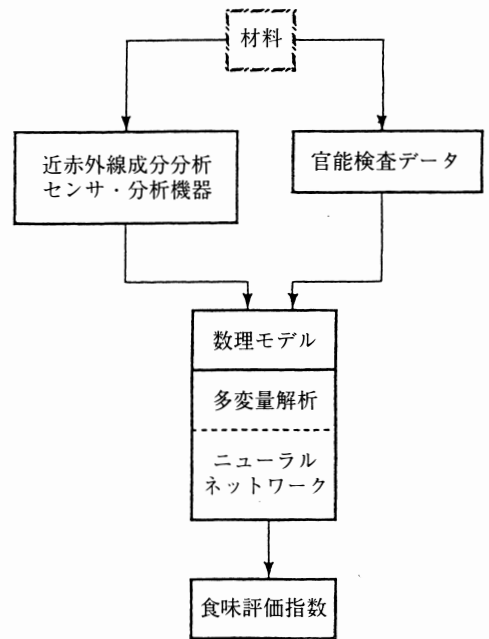 材料
近赤外線成分分析
センサ・分析機器
官能検査データ
数理モデル
多変量解析
ニューラル
ネットワーク
食味評価指数